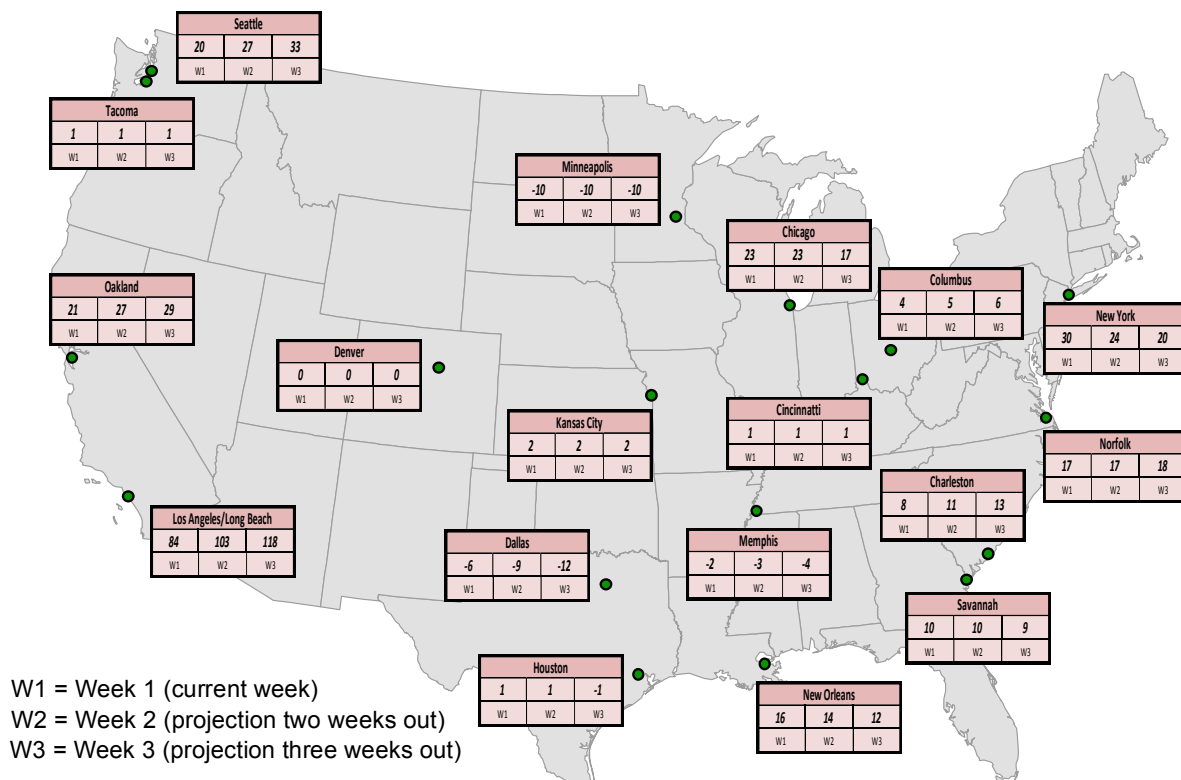 Seattle
20 27 33
W1 W2 W3
Tacoma
1 1 1
W1 W2 W3
Minneapolis
-10 -10 -10
W1 W2 W3
Chicago
23 23 17
W1 W2 W3
Columbus
4 5 6
W1 W2 W3
Oakland
21 27 29
W1 W2 W3
New York
30 24 20
W1 W2 W3
Denver
0 0 0
W1 W2 W3
Kansas City
2 2 2
W1 W2 W3
Cincinnatti
1 1 1
W1 W2 W3
Norfolk
17 17 18
W1 W2 W3
Charleston
8 11 13
W1 W2 W3
Los Angeles/Long Beach
84 103 118
W1 W2 W3
Dallas
-6 -9 -12
W1 W2 W3
Memphis
-2 -3 -4
W1 W2 W3
Savannah
10 10 9
W1 W2 W3
Houston
1 1 -1
W1 W2 W3
New Orleans
16 14 12
W1 W2 W3
W1 = Week 1 (current week)
W2 = Week 2 (projection two weeks out)
W3 = Week 3 (projection three weeks out)